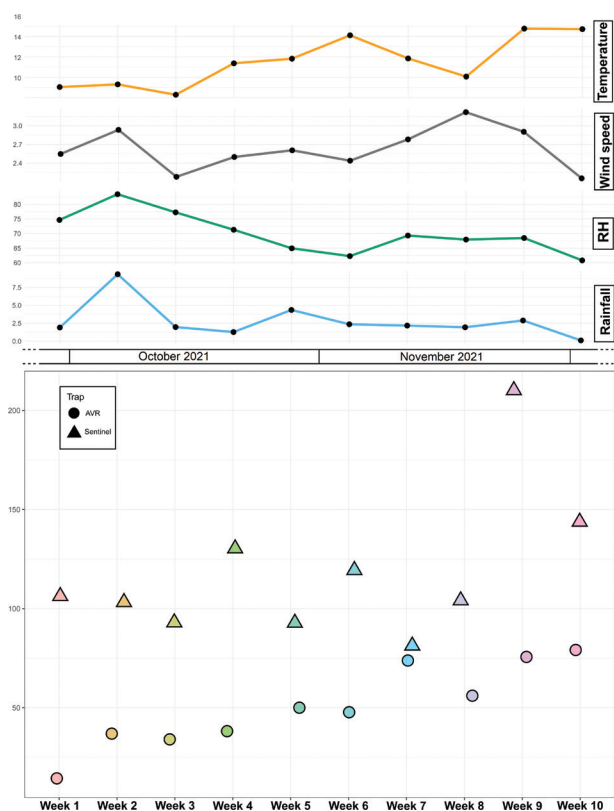 16
14
12
10
Temperature
3.0
2.7
2.4
Wind speed
80
75
70
65
60
RH
7.5
5.0
2.5
0.0
Rainfall
October 2021 November 2021
200
150
100
50
Trap
AVR
Sentinel
Week 1 Week 2 Week 3 Week 4 Week 5 Week 6 Week 7 Week 8 Week 9 Week 10